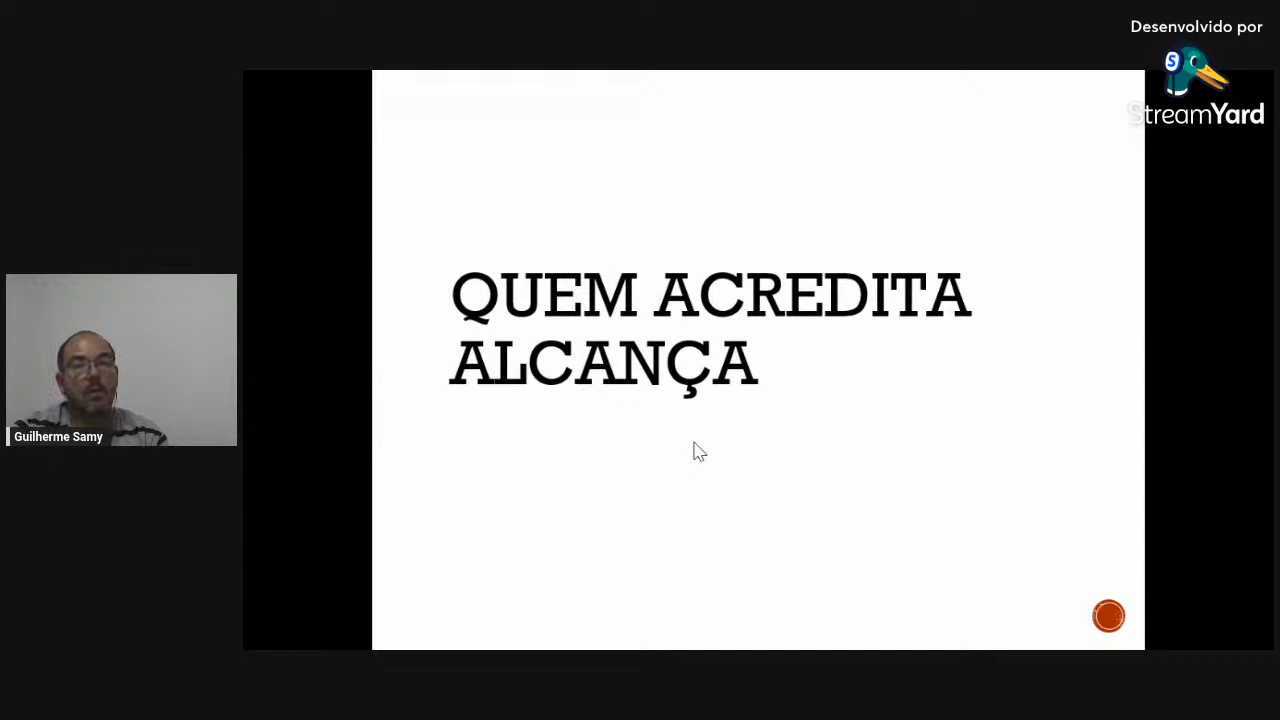 Desenvolvido por
S
StreamYard
QUEM ACREDITA
ALCANÇA
Guilherme Samy